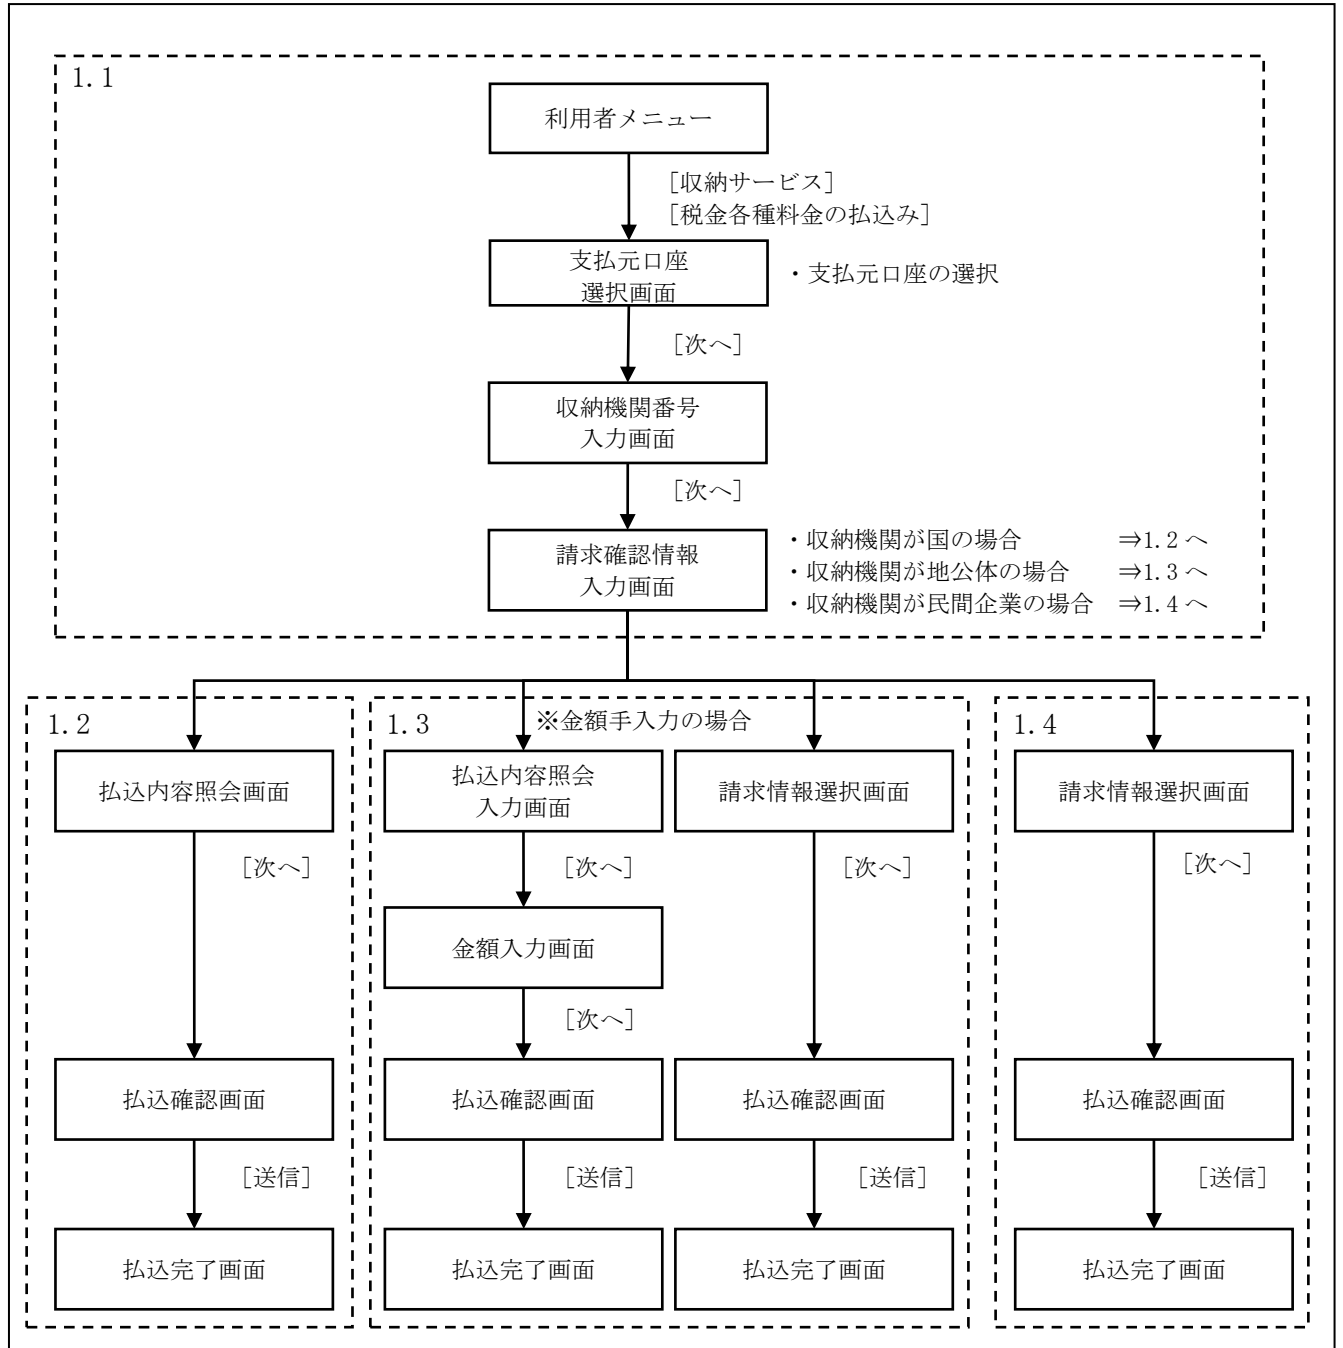 1.1
利用者メニュー
[収納サービス]
[税金各種料金の払込み]
支払元口座
選択画面
・支払元口座の選択
[次へ]
収納機関番号
入力画面
[次へ]
請求確認情報
入力画面
・収納機関が国の場合 ⇒1.2へ
・収納機関が地公体の場合 ⇒1.3へ
・収納機関が民間企業の場合 ⇒1.4へ
1.2
払込内容照会画面
[次へ]
払込確認画面
[送信]
払込完了画面
1.3
※金額手入力の場合
払込内容照会
入力画面
[次へ]
金額入力画面
[次へ]
払込確認画面
[送信]
払込完了画面
請求情報選択画面
[次へ]
払込確認画面
[送信]
払込完了画面
1.4
請求情報選択画面
[次へ]
払込確認画面
[送信]
払込完了画面